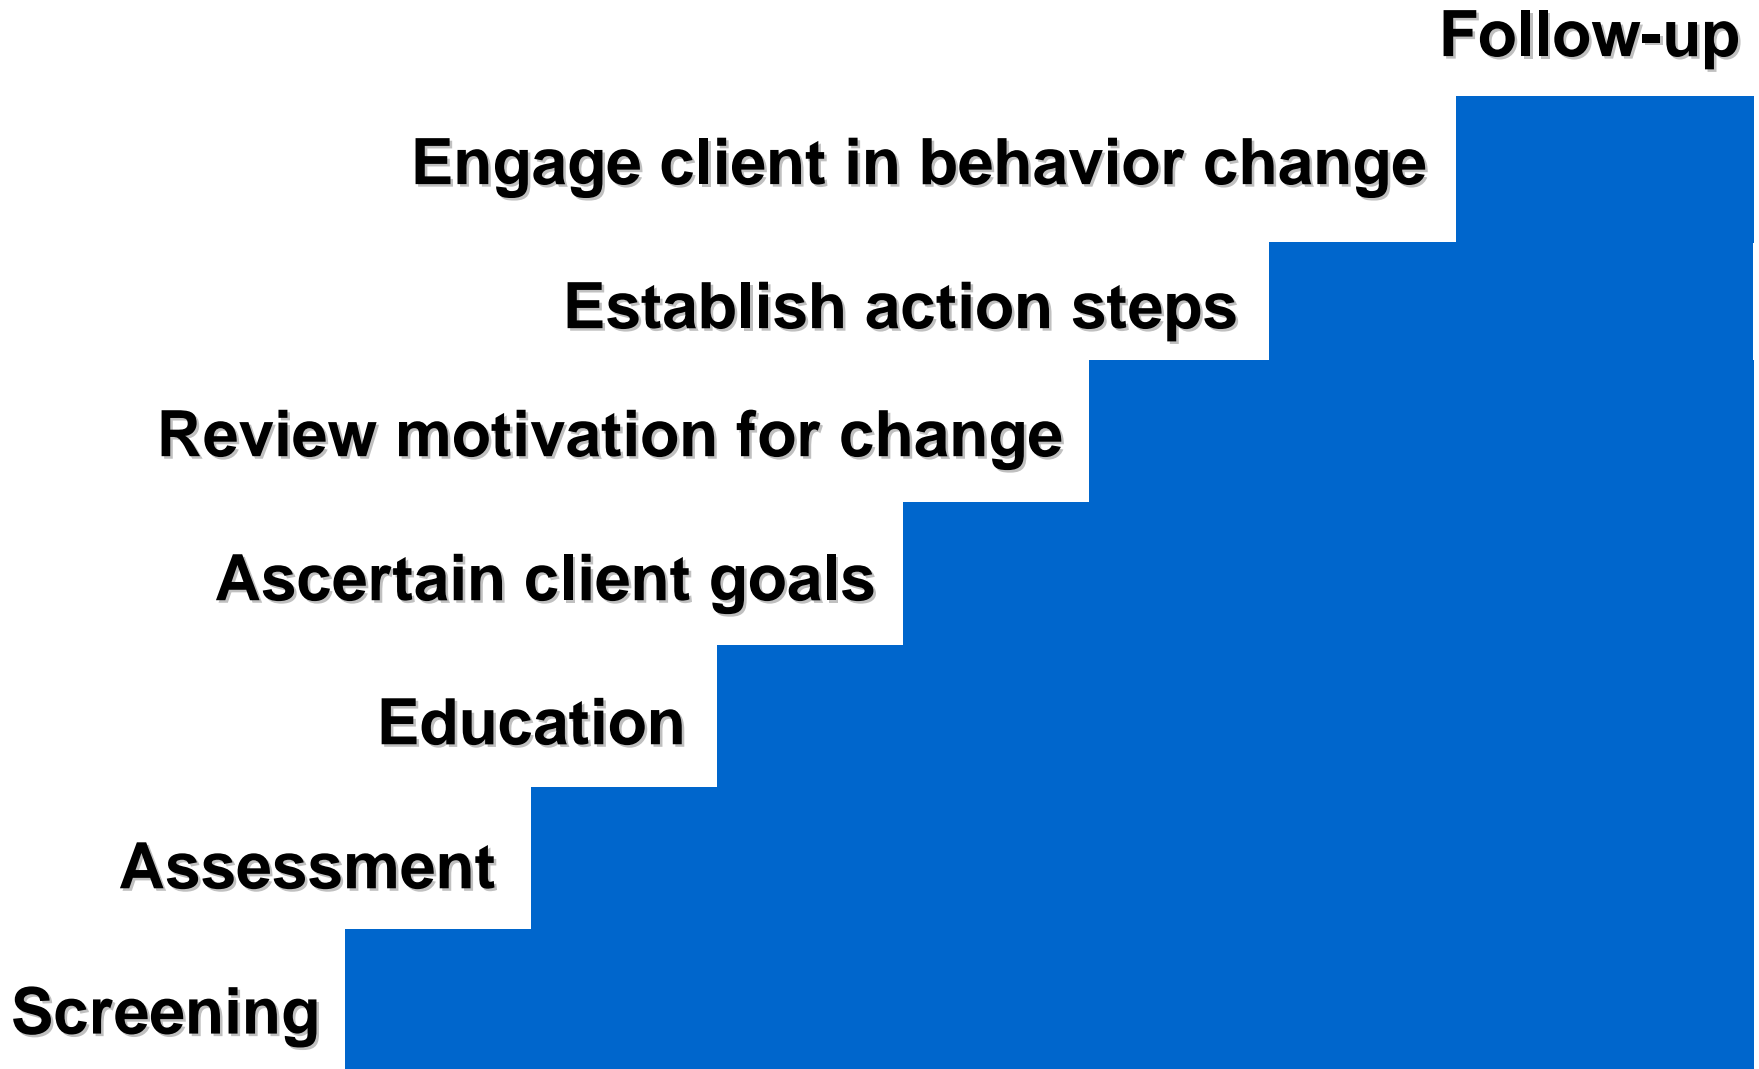 Follow-up
Engage client in behavior change
Establish action steps
Review motivation for change
Ascertain client goals
Education
Assessment
Screening